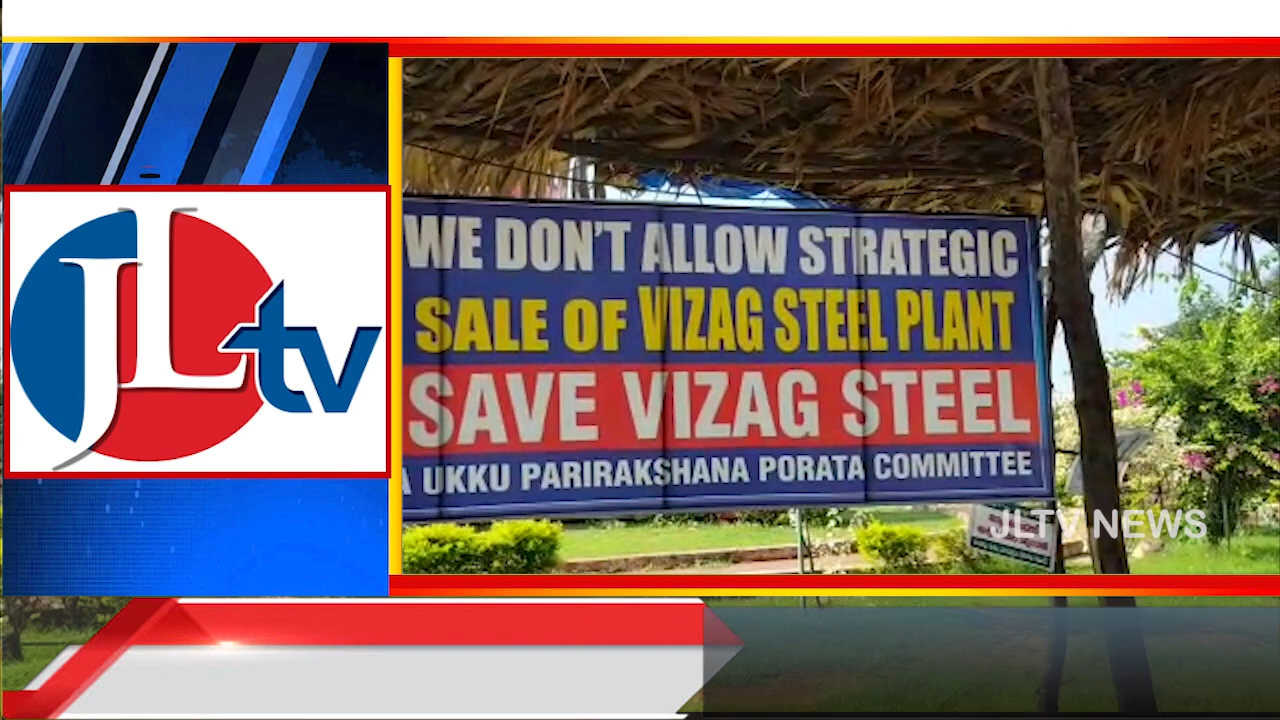 JL tv
WE DON'T ALLOW STRATEGIC
SALE OF VIZAG STEEL PLANT
SAVE VIZAG STEEL
UKKU PARIRAKSHANA PORATA COMMITTEE
JLTV NEWS